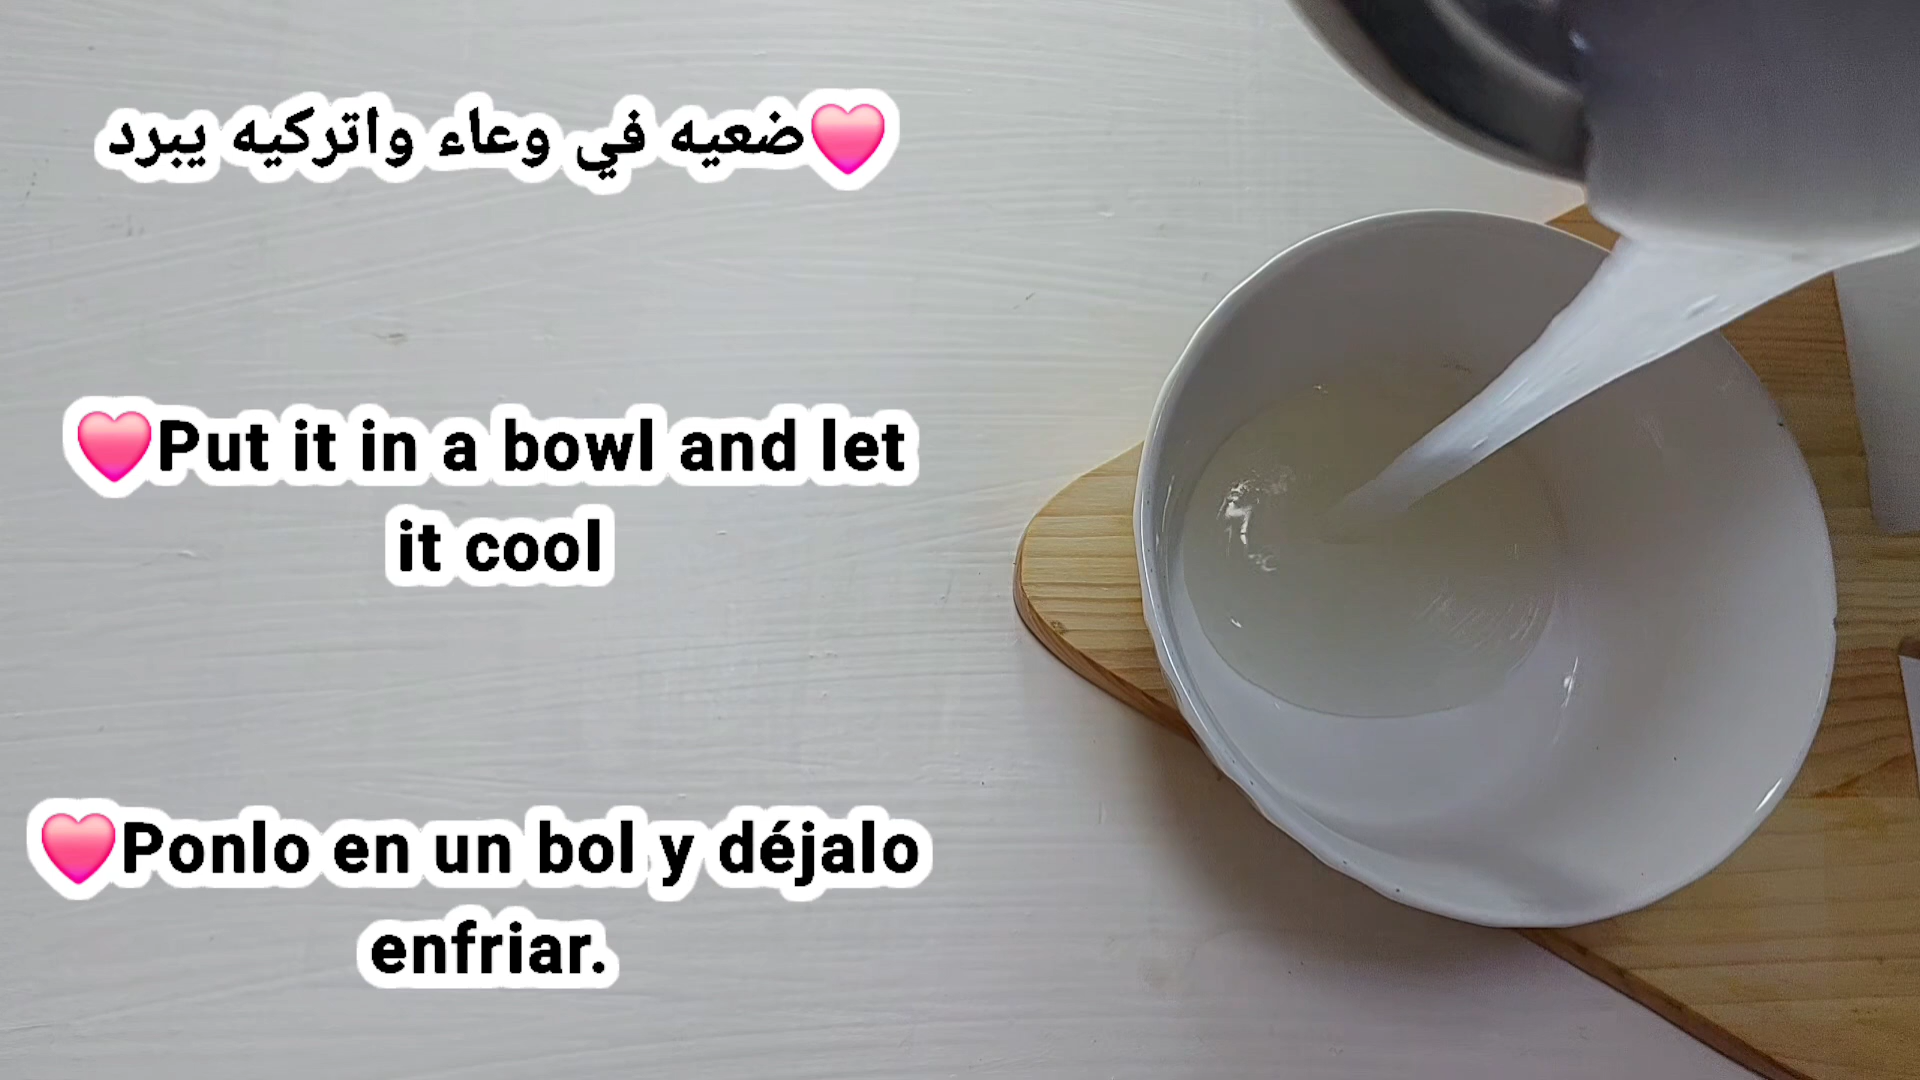 💗ضعيه في وعاء واتركيه يبرد
💗Put it in a bowl and let
it cool
💗Ponlo en un bol y déjalo
enfriar.